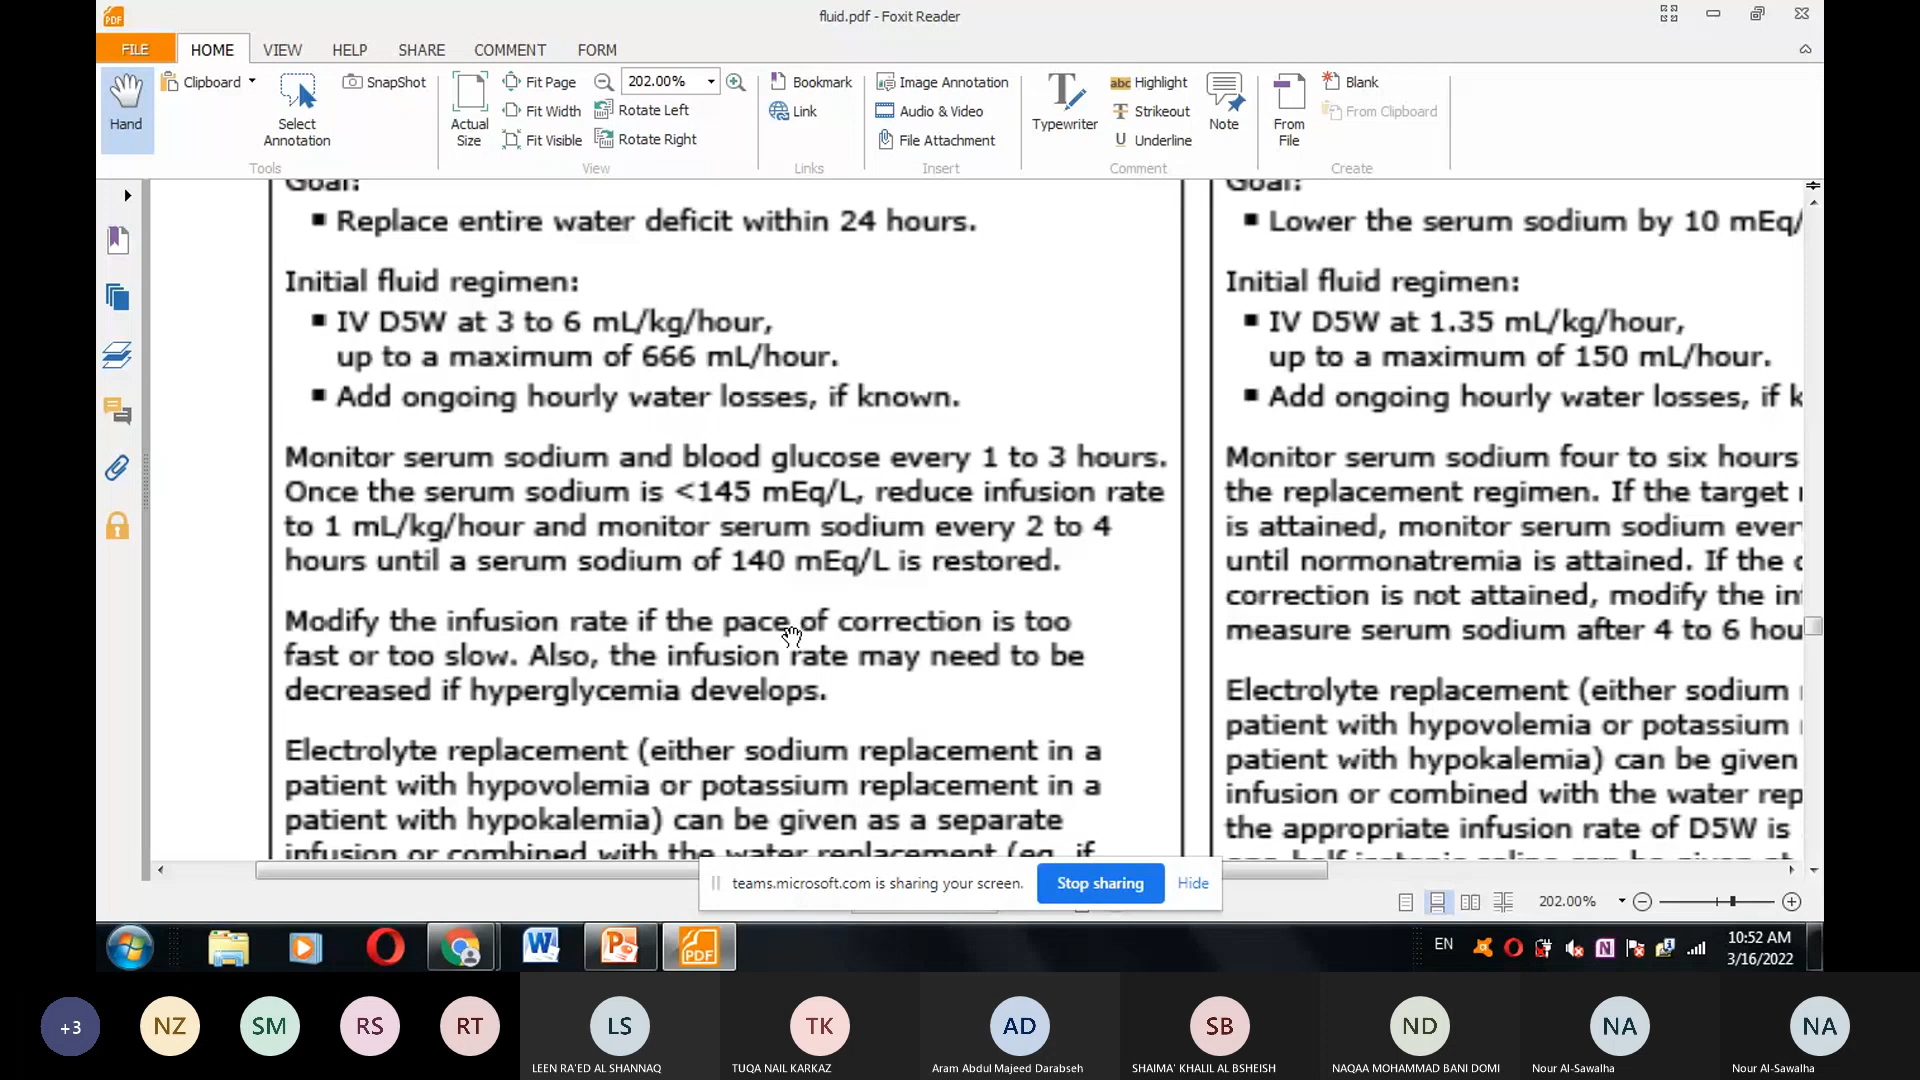 fluid.pdf - Foxit Reader
FILE HOME VIEW HELP SHARE COMMENT FORM
Hand
Clipboard
Select Annotation
SnapShot
Tools
Actual Size
Fit Page
Fit Width
Fit Visible
202.00%
Rotate Left
Rotate Right
View
Bookmark
Link
Links
Image Annotation
Audio & Video
File Attachment
Insert
Typewriter
abc Highlight
Strikeout
U Underline
Note
Comment
From File
Blank
From Clipboard
Create
Goal:
▪ Replace entire water deficit within 24 hours.
Initial fluid regimen:
▪ IV D5W at 3 to 6 mL/kg/hour,
up to a maximum of 666 mL/hour.
▪ Add ongoing hourly water losses, if known.
Monitor serum sodium and blood glucose every 1 to 3 hours.
Once the serum sodium is <145 mEq/L, reduce infusion rate
to 1 mL/kg/hour and monitor serum sodium every 2 to 4
hours until a serum sodium of 140 mEq/L is restored.
Modify the infusion rate if the pace of correction is too
fast or too slow. Also, the infusion rate may need to be
decreased if hyperglycemia develops.
Electrolyte replacement (either sodium replacement in a
patient with hypovolemia or potassium replacement in a
patient with hypokalemia) can be given as a separate
infusion or combined with the water replacement (eg, if
Goal:
▪ Lower the serum sodium by 10 mEq/
Initial fluid regimen:
▪ IV D5W at 1.35 mL/kg/hour,
up to a maximum of 150 mL/hour.
▪ Add ongoing hourly water losses, if k
Monitor serum sodium four to six hours
the replacement regimen. If the target
is attained, monitor serum sodium ever
until normonatremia is attained. If the
correction is not attained, modify the in
measure serum sodium after 4 to 6 hou
Electrolyte replacement (either sodium
patient with hypovolemia or potassium
patient with hypokalemia) can be given
infusion or combined with the water rep
the appropriate infusion rate of D5W is
teams.microsoft.com is sharing your screen. Stop sharing Hide
202.00%
EN
10:52 AM
3/16/2022
+3 NZ SM RS RT LS TK AD SB ND NA NA
LEEN RA'ED AL SHANNAQ
TUQA NAIL KARKAZ
Aram Abdul Majeed Darabseh
SHAIMA' KHALIL AL BSHEISH
NAQAA MOHAMMAD BANI DOMI
Nour Al-Sawalha
Nour Al-Sawalha